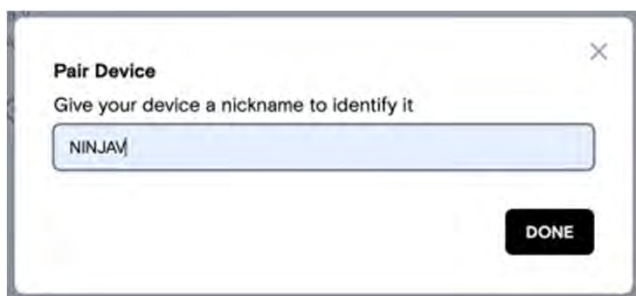 Pair Device
Give your device a nickname to identify it
NINJAV
DONE